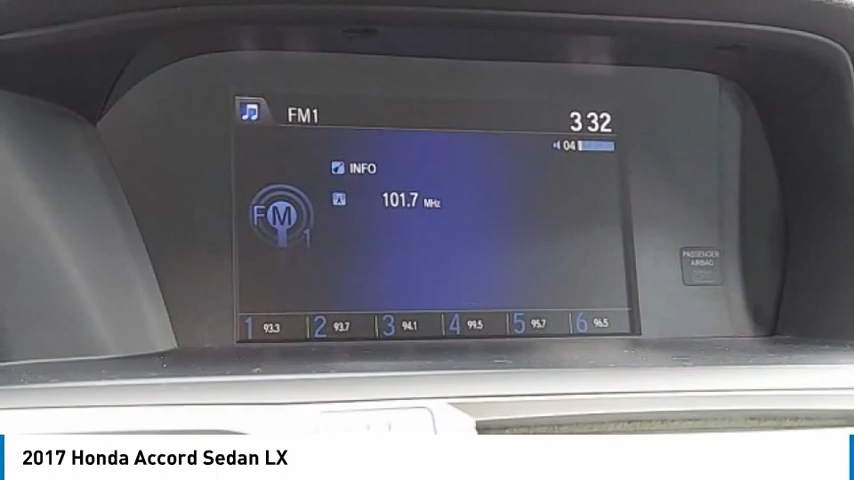 FM1
3 32
04
INFO
FM
1
101.7 MHz
1 93.3 2 93.7 3 94.1 4 99.5 5 95.7 6 96.5
PASSENGER
AIRBAG
2017 Honda Accord Sedan LX